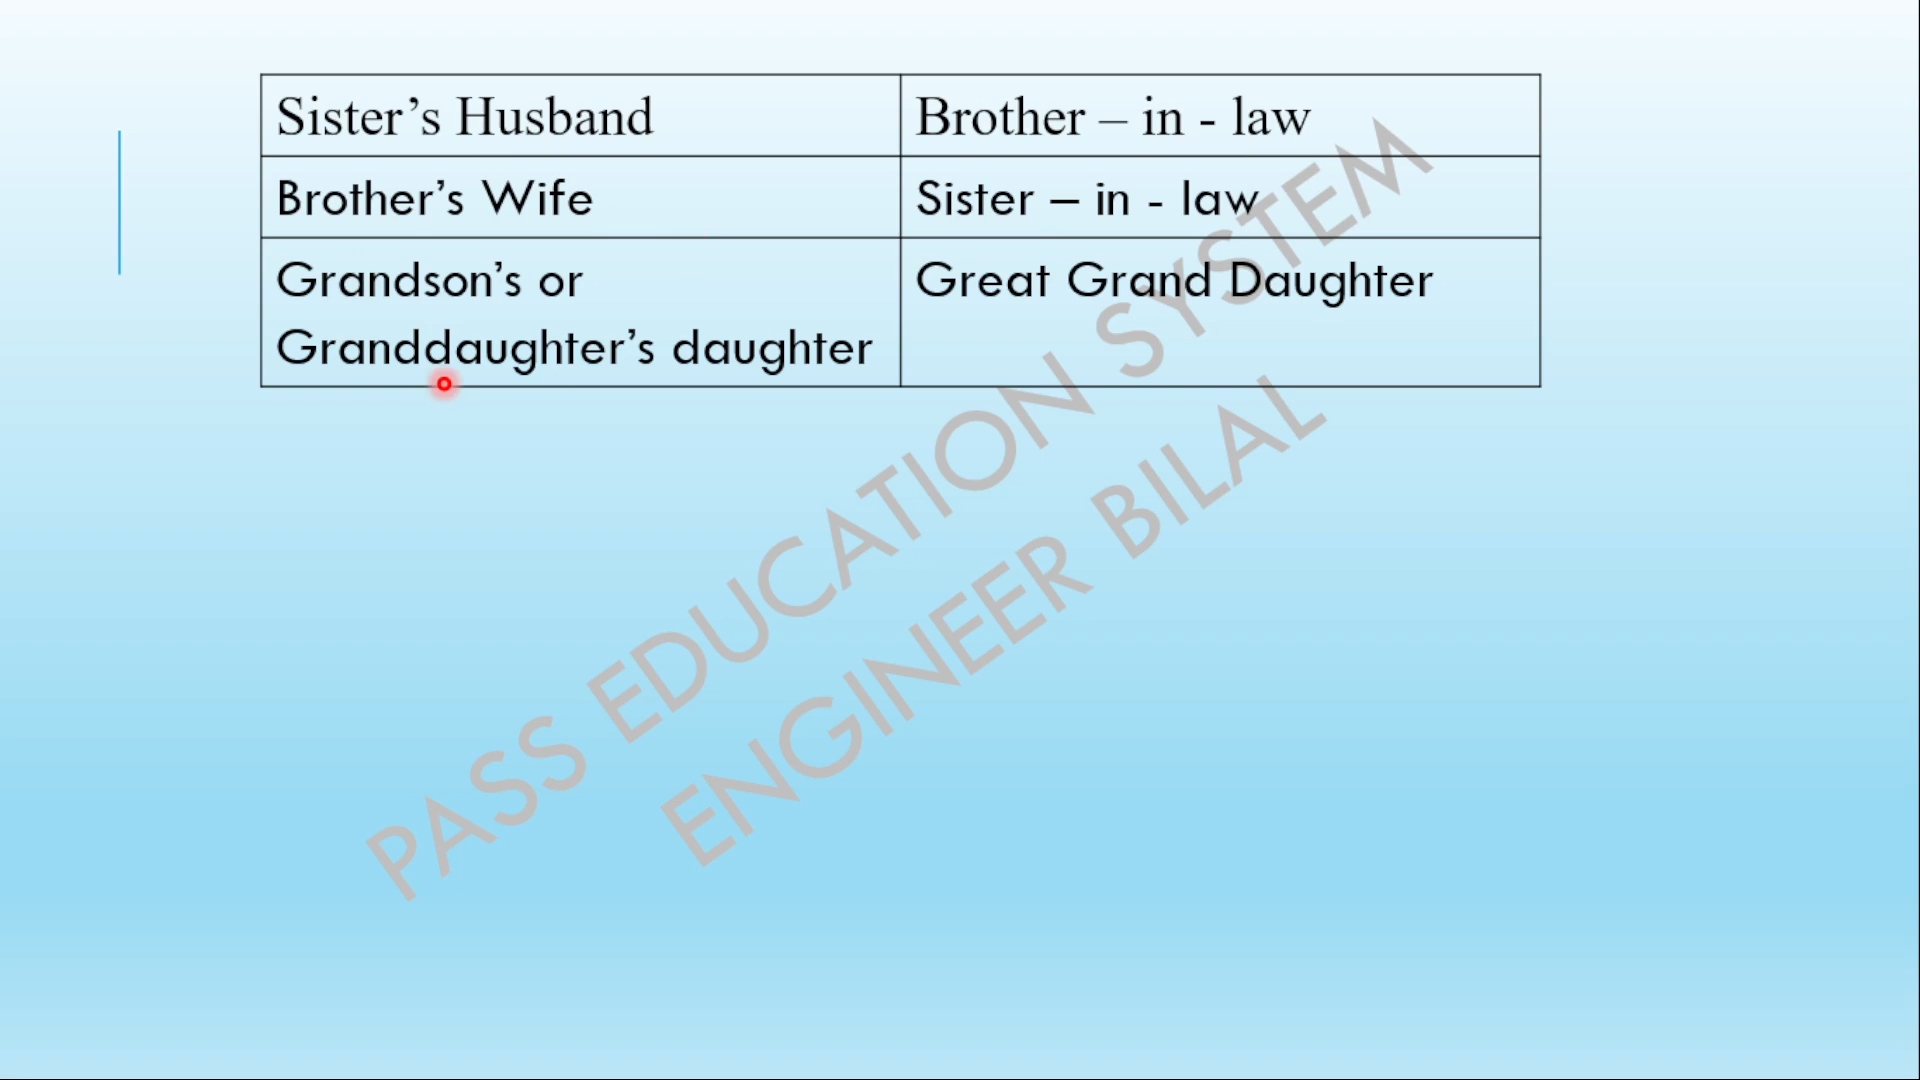 Sister’s Husband
Brother – in - law
Brother’s Wife
Sister – in - law
Grandson’s or
Granddaughter’s daughter
Great Grand Daughter
PASS EDUCATION SYSTEM
ENGINEER BILAL